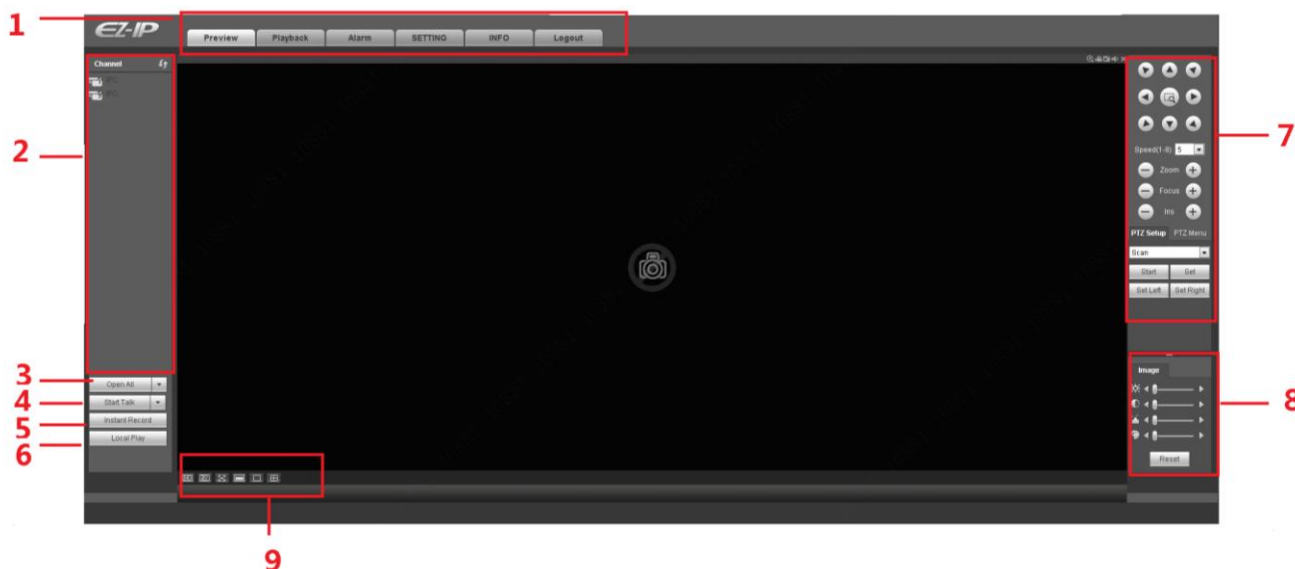 1
EZ-IP
Preview Playback Alarm SETTING INFO Logout
Channel
2
3
Open All
4
Start Talk
5
Instant Record
6
Local Play
7
Speed(1-8) 5
Zoom
Focus
Iris
PTZ Setup PTZ Menu
Scan
Start Set
Set Left Set Right
8
Image
Reset
9